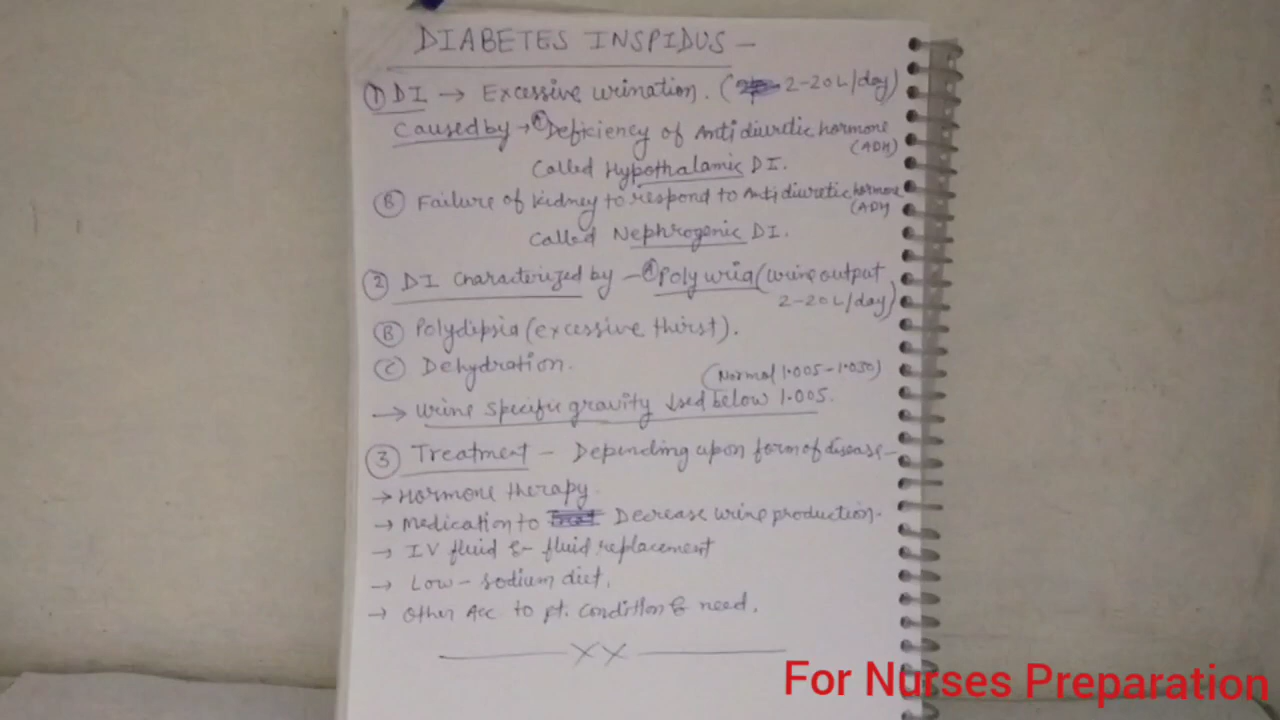 DIABETES INSPIDUS —
① DI → Excessive urination. (2-20L/day)
Caused by → Ⓐ Deficiency of Antidiuretic hormone
(ADH)
Called Hypothalamic DI.
Ⓑ Failure of kidney to respond to Antidiuretic hormone
(ADH
Called Nephrogenic DI.
② DI characterized by — Ⓐ Polyuria (urine output
2-20L/day)
Ⓑ Polydipsia (excessive thirst).
Ⓒ Dehydration.
(Normal 1.005-1.030)
→ Urine specific gravity ↓sed below 1.005.
③ Treatment — Depending upon form of disease —
→ Hormone therapy.
→ Medication to Decrease urine production.
→ IV fluid & fluid replacement
→ Low-sodium diet.
→ Other Acc to pt. condition & need.
XX
For Nurses Preparation